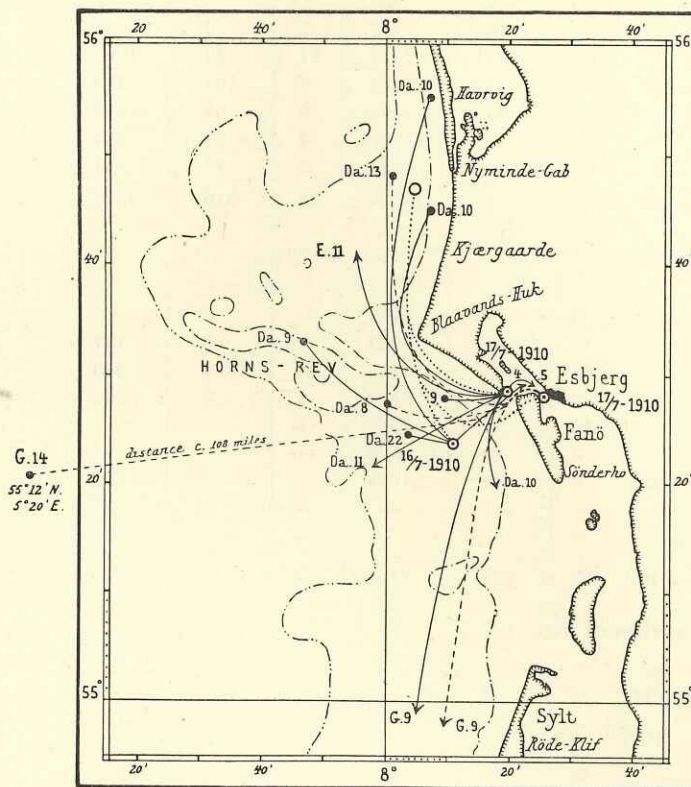 20′ 40′ 8° 20′ 40′
56° 56°
Da. 10
Havrvig
Nyminde-Gab
Da. 13
Da. 10
Kjærgaarde
40′ 40′
E. 11
Blaavands-Huk
17/7-1910
Da. 9
HORNS-REV
4 5 Esbjerg
17/7-1910
9
Da. 8
Fanö
Da. 22
Da. 11
16/7-1910
Sönderho
G. 14
distance c. 108 miles
Da. 10
55°12′N.
5°20′E.
20′ 20′
55° 55°
G. 9
G. 9
Sylt
Röde-Klif
20′ 40′ 8° 20′ 40′